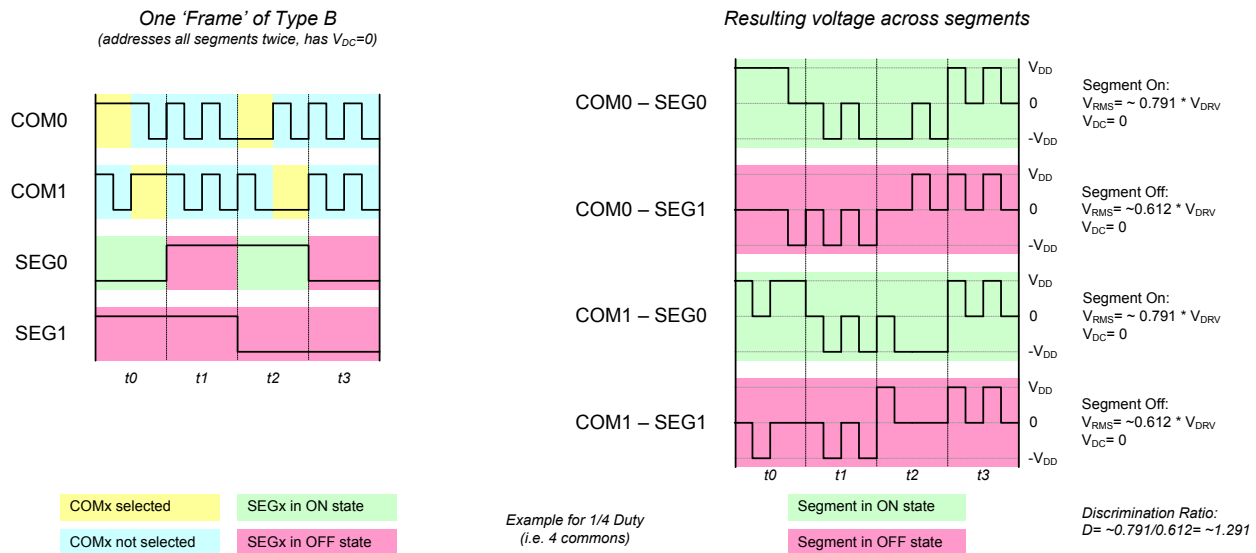 One ‘Frame’ of Type B
(addresses all segments twice, has VDC=0)
COM0
COM1
SEG0
SEG1
t0 t1 t2 t3
COMx selected
SEGx in ON state
COMx not selected
SEGx in OFF state
Example for 1/4 Duty
(i.e. 4 commons)
Resulting voltage across segments
COM0 – SEG0
VDD
0
-VDD
Segment On:
VRMS= ~ 0.791 * VDRV
VDC= 0
COM0 – SEG1
VDD
0
-VDD
Segment Off:
VRMS= ~0.612 * VDRV
VDC= 0
COM1 – SEG0
VDD
0
-VDD
Segment On:
VRMS= ~ 0.791 * VDRV
VDC= 0
COM1 – SEG1
VDD
0
-VDD
Segment Off:
VRMS= ~0.612 * VDRV
VDC= 0
t0 t1 t2 t3
Segment in ON state
Segment in OFF state
Discrimination Ratio:
D= ~0.791/0.612= ~1.291